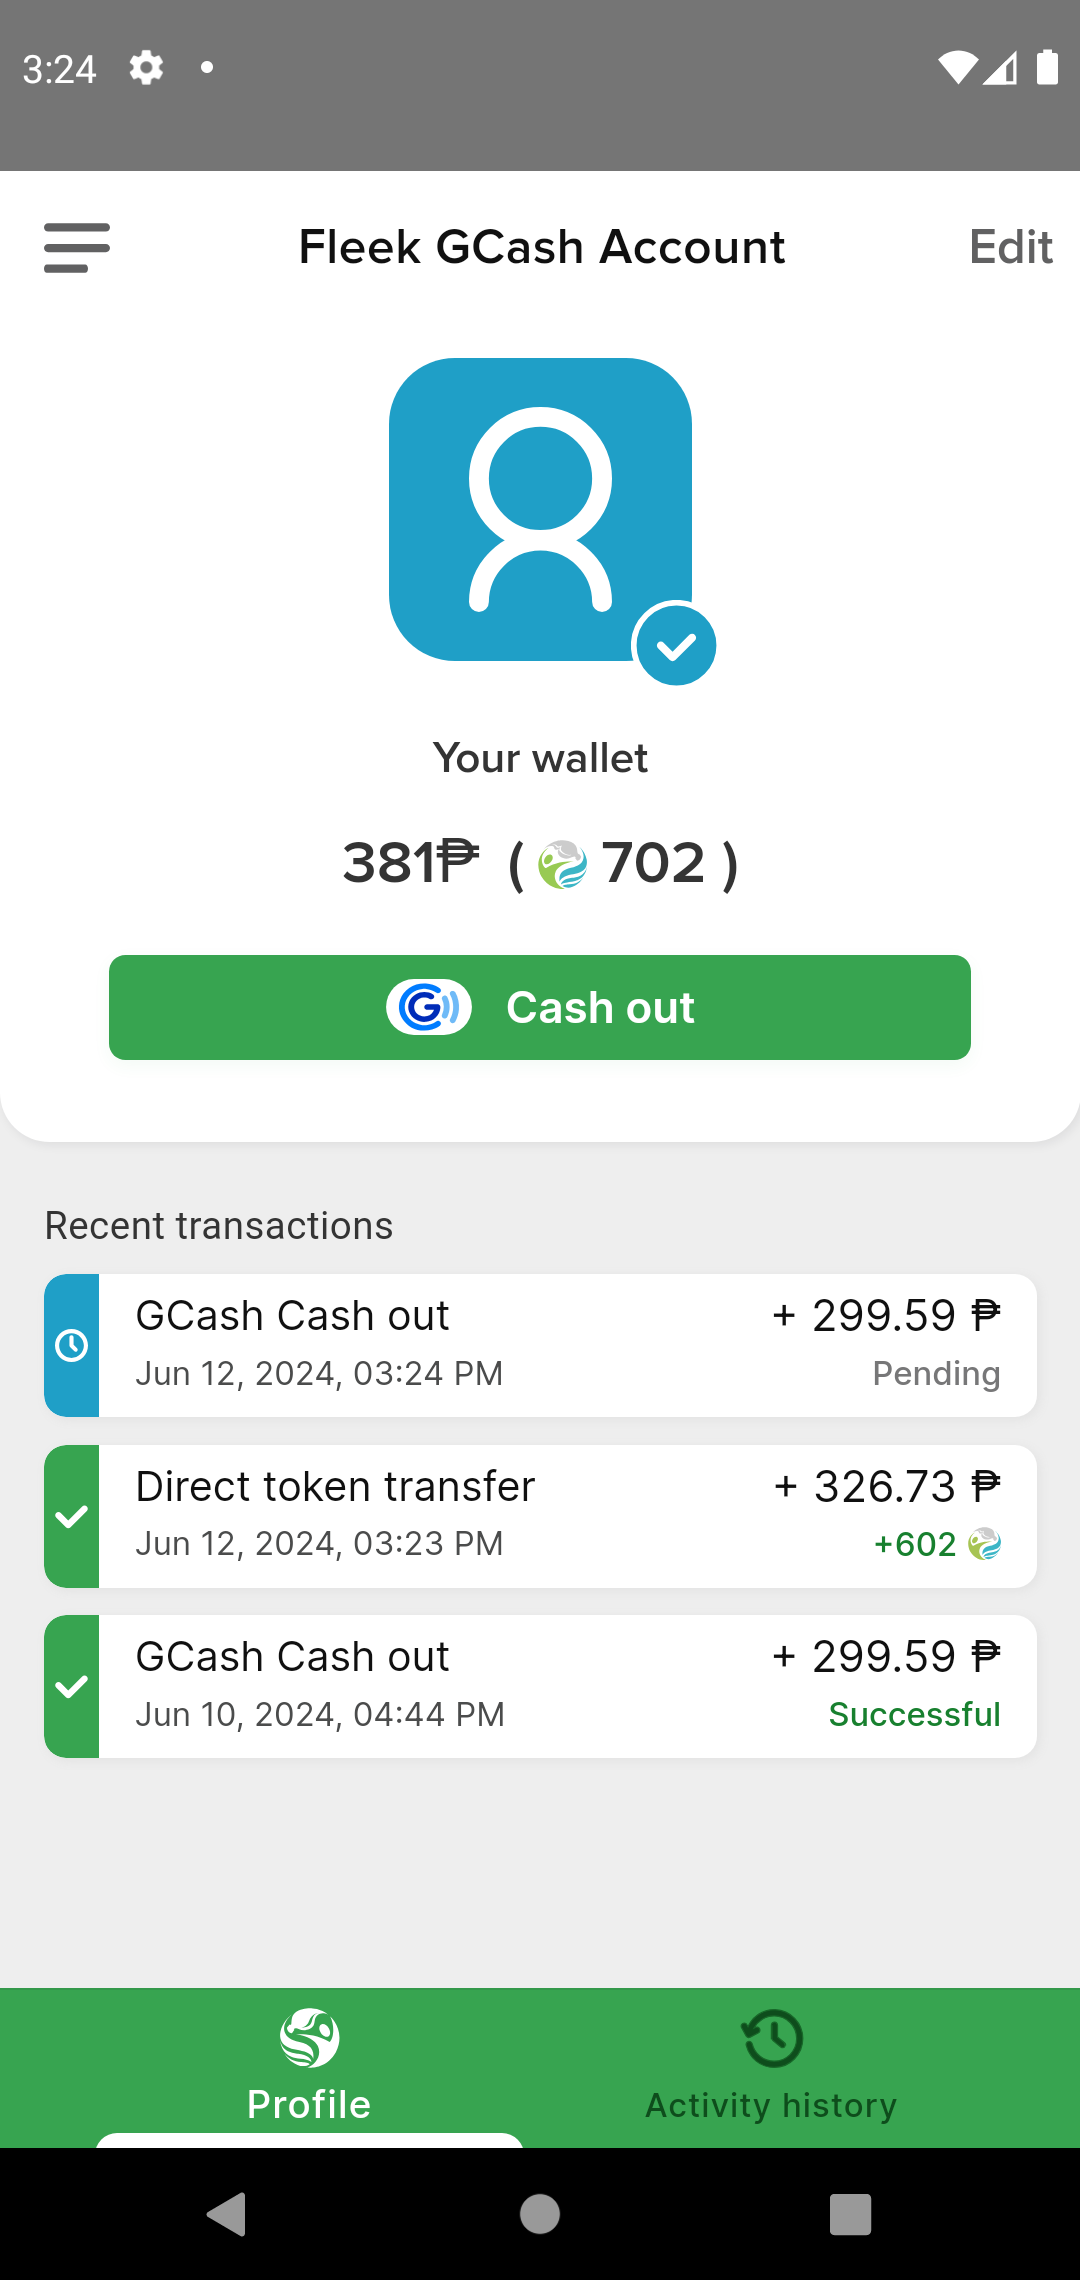 3:24
Fleek GCash Account
Edit
Your wallet
381₱ ( 702 )
Cash out
Recent transactions
GCash Cash out
+ 299.59 ₱
Jun 12, 2024, 03:24 PM
Pending
Direct token transfer
+ 326.73 ₱
Jun 12, 2024, 03:23 PM
+602
GCash Cash out
+ 299.59 ₱
Jun 10, 2024, 04:44 PM
Successful
Profile
Activity history